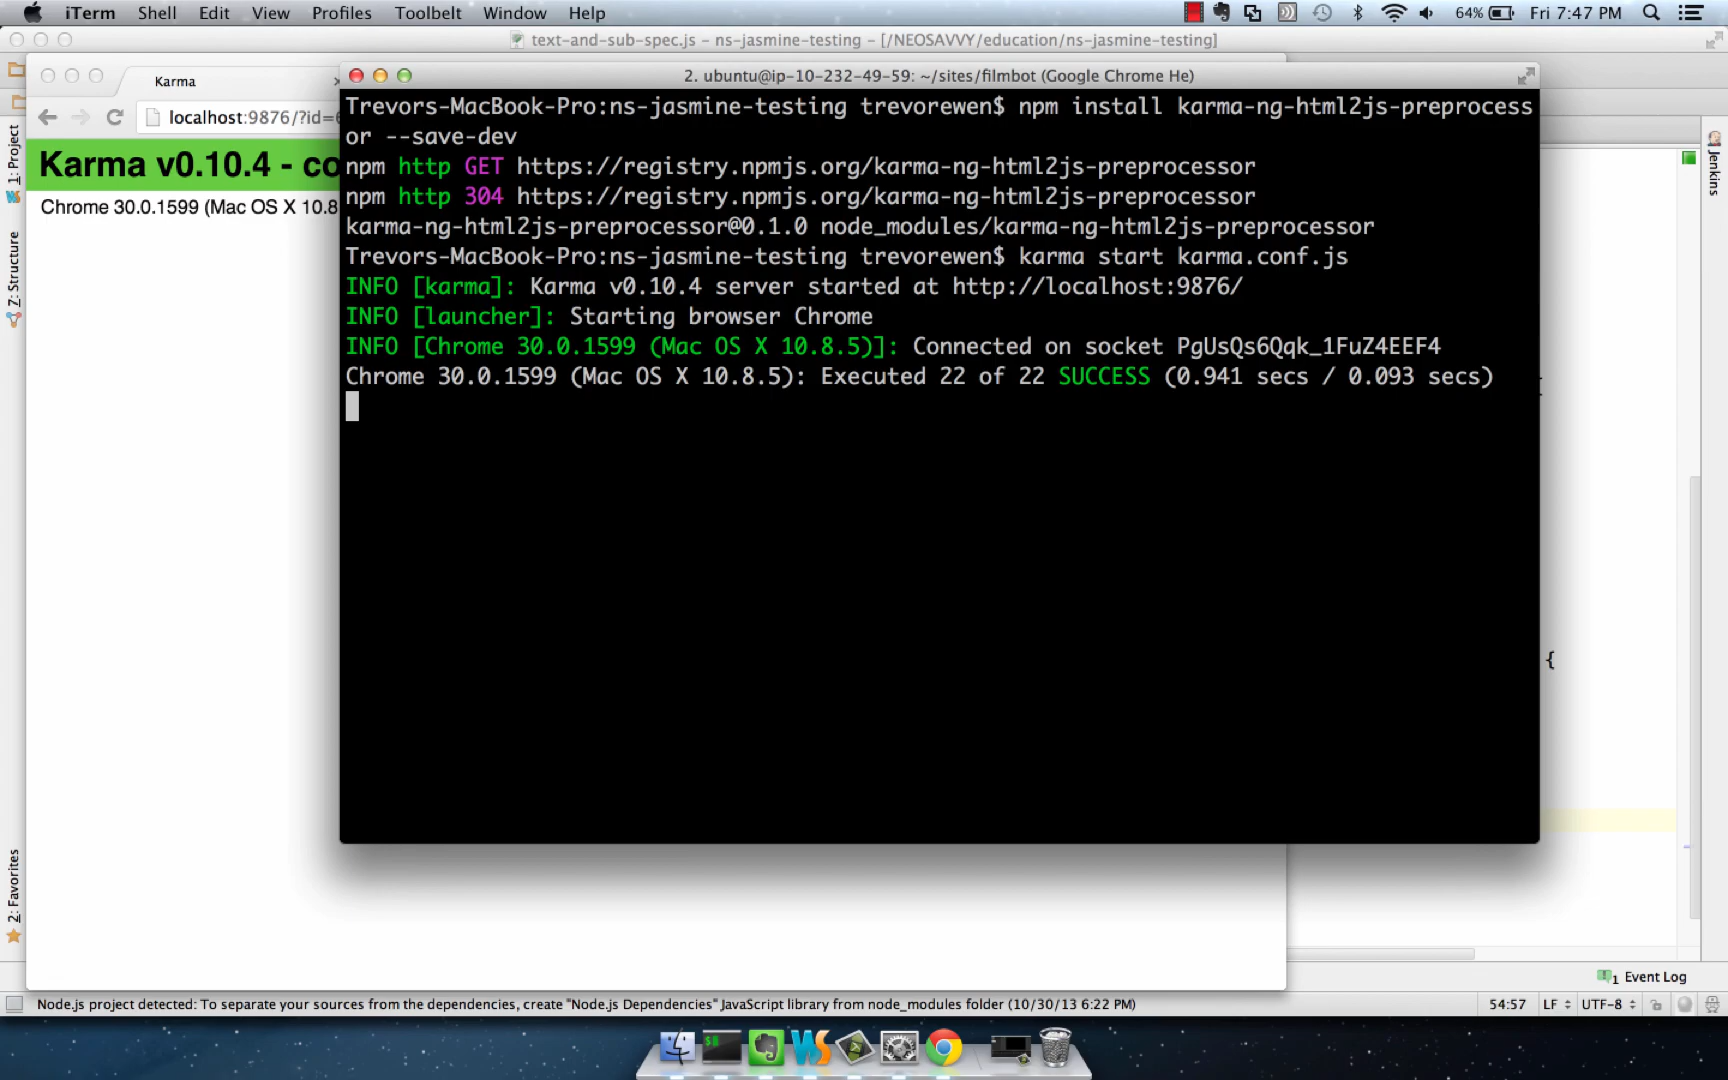 iTerm Shell Edit View Profiles Toolbelt Window Help 64% Fri 7:47 PM
text-and-sub-spec.js - ns-jasmine-testing - [/NEOSAVVY/education/ns-jasmine-testing]
Karma
2. ubuntu@ip-10-232-49-59: ~/sites/filmbot (Google Chrome He)
localhost:9876/?id=
Karma v0.10.4 - co
Chrome 30.0.1599 (Mac OS X 10.8
Trevors-MacBook-Pro:ns-jasmine-testing trevorewen$ npm install karma-ng-html2js-preprocess
or --save-dev
npm http GET https://registry.npmjs.org/karma-ng-html2js-preprocessor
npm http 304 https://registry.npmjs.org/karma-ng-html2js-preprocessor
karma-ng-html2js-preprocessor@0.1.0 node_modules/karma-ng-html2js-preprocessor
Trevors-MacBook-Pro:ns-jasmine-testing trevorewen$ karma start karma.conf.js
INFO [karma]: Karma v0.10.4 server started at http://localhost:9876/
INFO [launcher]: Starting browser Chrome
INFO [Chrome 30.0.1599 (Mac OS X 10.8.5)]: Connected on socket PgUsQs6Qqk_1FuZ4EEF4
Chrome 30.0.1599 (Mac OS X 10.8.5): Executed 22 of 22 SUCCESS (0.941 secs / 0.093 secs)
1: Project
Z: Structure
2: Favorites
Jenkins
{
1 Event Log
Node.js project detected: To separate your sources from the dependencies, create "Node.js Dependencies" JavaScript library from node_modules folder (10/30/13 6:22 PM) 54:57 LF UTF-8